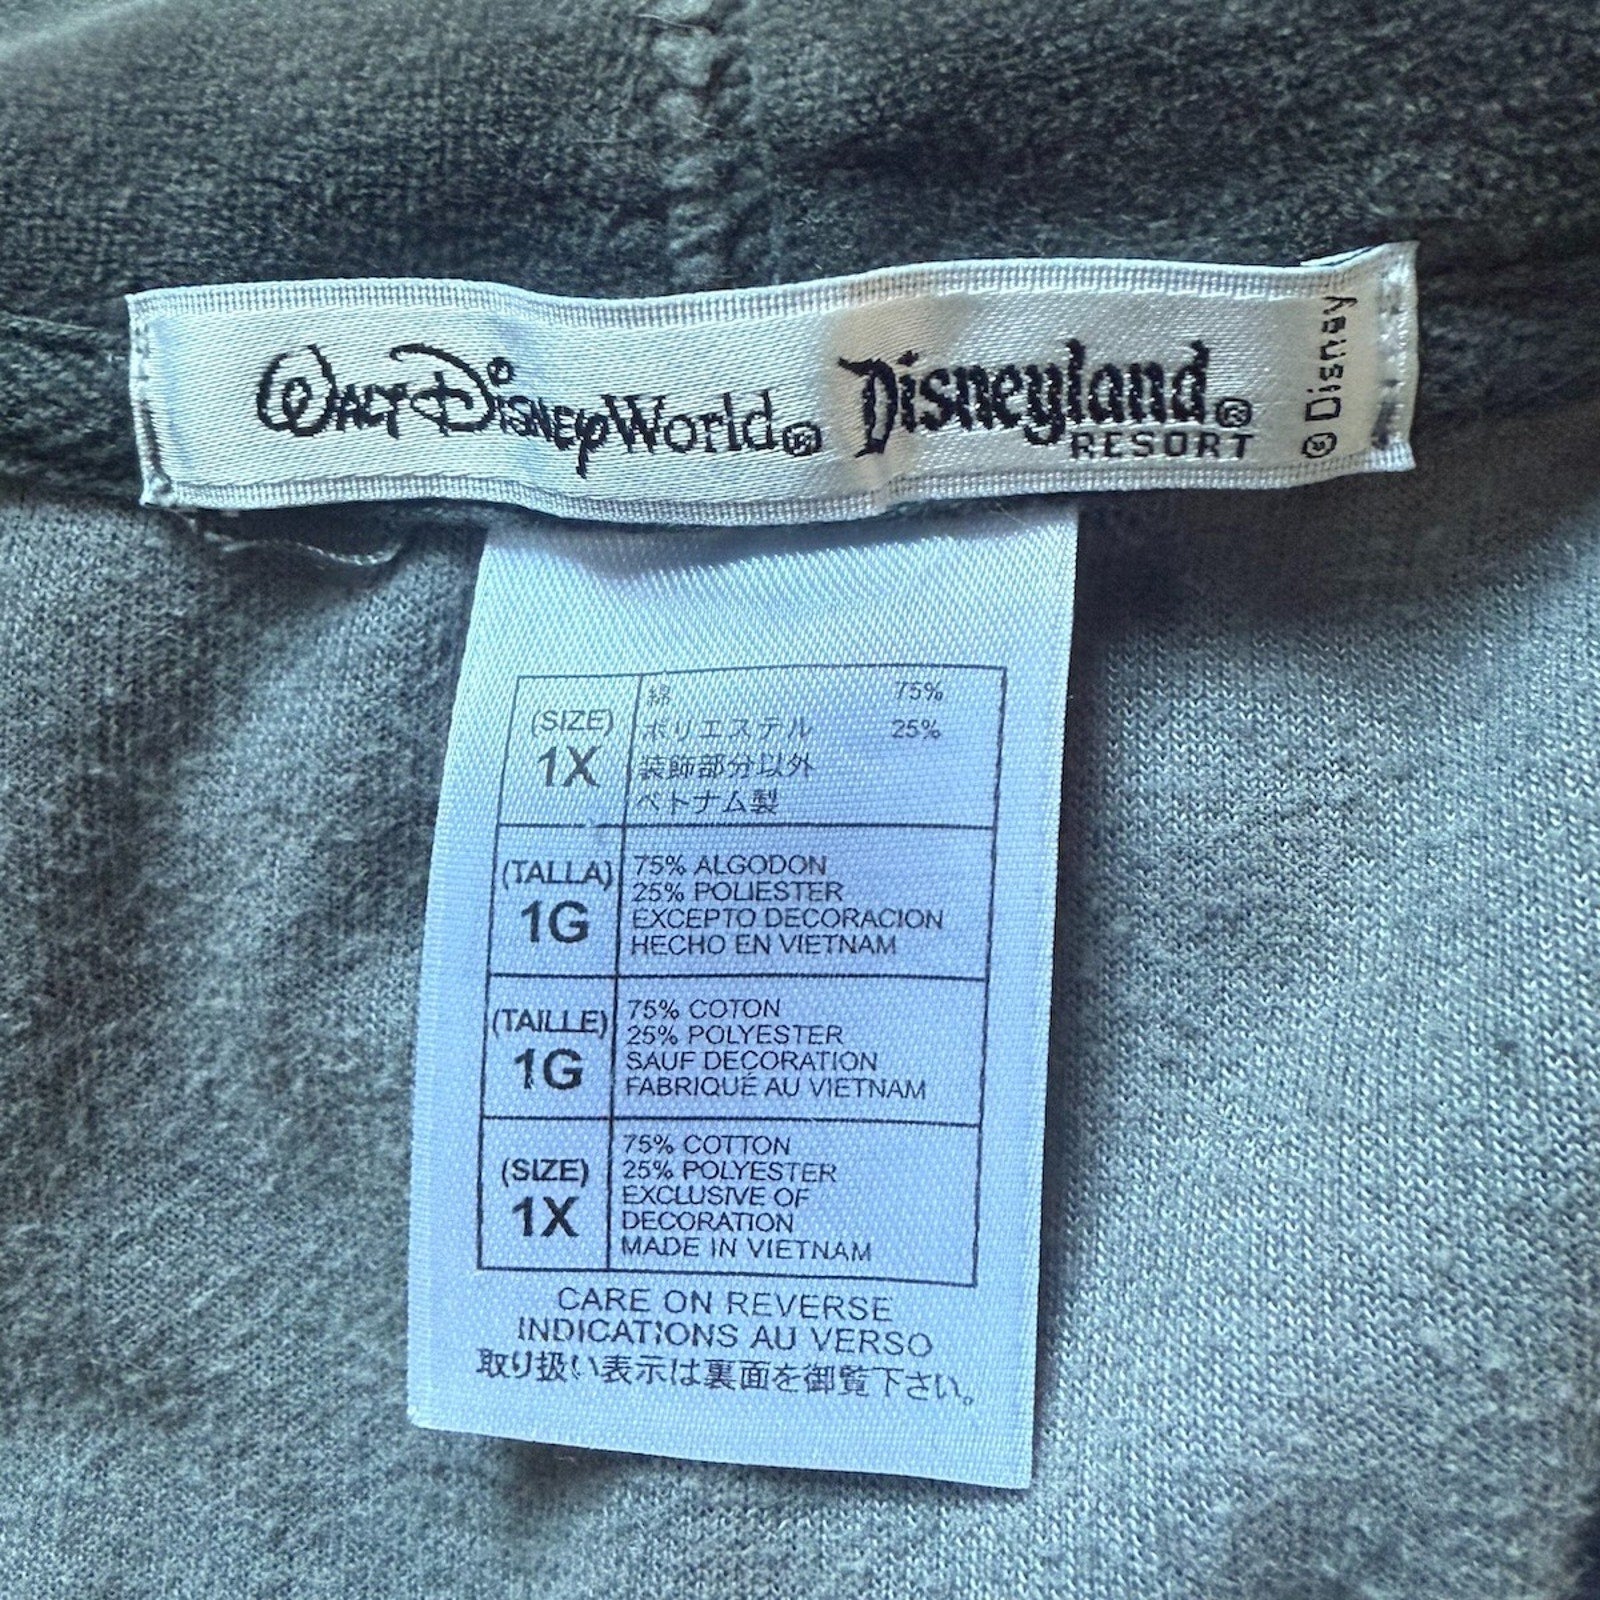 WALT DISNEY World® Disneyland® RESORT © Disney
(SIZE) 1X
綿 75%
ポリエステル 25%
装飾部分以外
ベトナム製
(TALLA) 1G
75% ALGODON
25% POLIESTER
EXCEPTO DECORACION
HECHO EN VIETNAM
(TAILLE) 1G
75% COTON
25% POLYESTER
SAUF DECORATION
FABRIQUÉ AU VIETNAM
(SIZE) 1X
75% COTTON
25% POLYESTER
EXCLUSIVE OF
DECORATION
MADE IN VIETNAM
CARE ON REVERSE
INDICATIONS AU VERSO
取り扱い表示は裏面を御覧下さい。